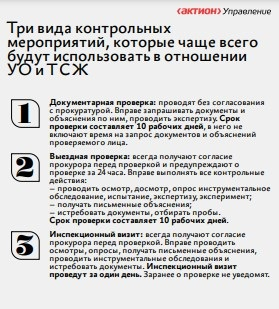 ‹АКТИОН› Управление
Три вида контрольных
мероприятий, которые чаще всего
будут использовать в отношении
УО и ТСЖ
1
Документарная проверка: проводят без согласования
с прокуратурой. Вправе запрашивать документы и
объяснения по ним, проводить экспертизу. Срок
проверки составляет 10 рабочих дней, в него не
включают время на запрос документов и объяснений
проверяемого лица.
2
Выездная проверка: всегда получают согласие
прокурора перед проверкой и предупреждают о
проверке за 24 часа. Вправе выполнять все контрольные
действия:
– проводить осмотр, досмотр, опрос инструментальное
обследование, испытание, экспертизу, эксперимент;
– получать письменные объяснения;
– истребовать документы, отбирать пробы.
Срок проверки составляет 10 рабочих дней.
3
Инспекционный визит: всегда получают согласие
прокурора перед проверкой. Вправе проводить
осмотры, опросы, получать письменные объяснения,
проводить инструментальные обследования и
истребовать документы. Инспекционный визит
проведут за один день. Заранее о проверке не уведомят.